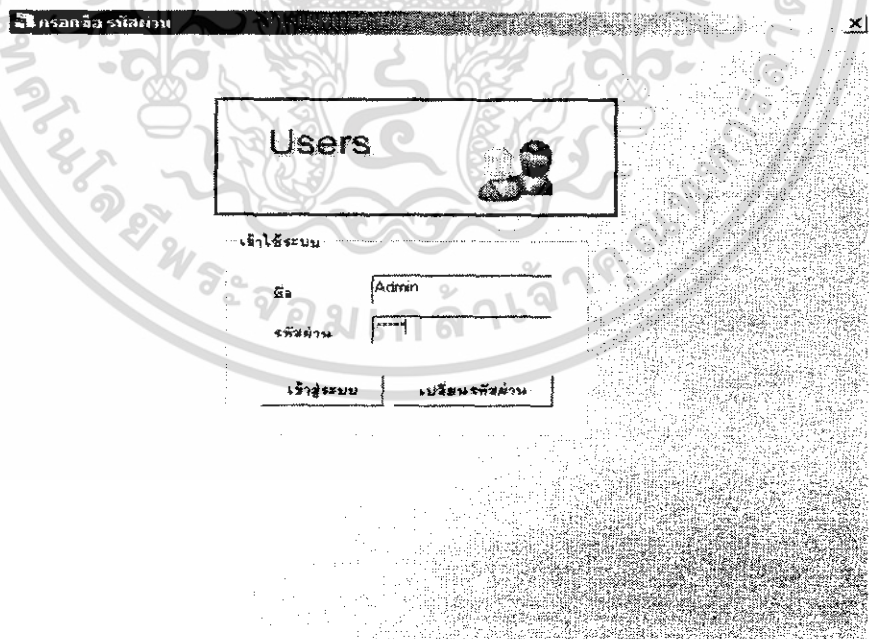 กรอกชื่อ รหัสผ่าน
Users
เข้าใช้ระบบ
ชื่อ
Admin
รหัสผ่าน
*****
เข้าสู่ระบบ
เปลี่ยนรหัสผ่าน